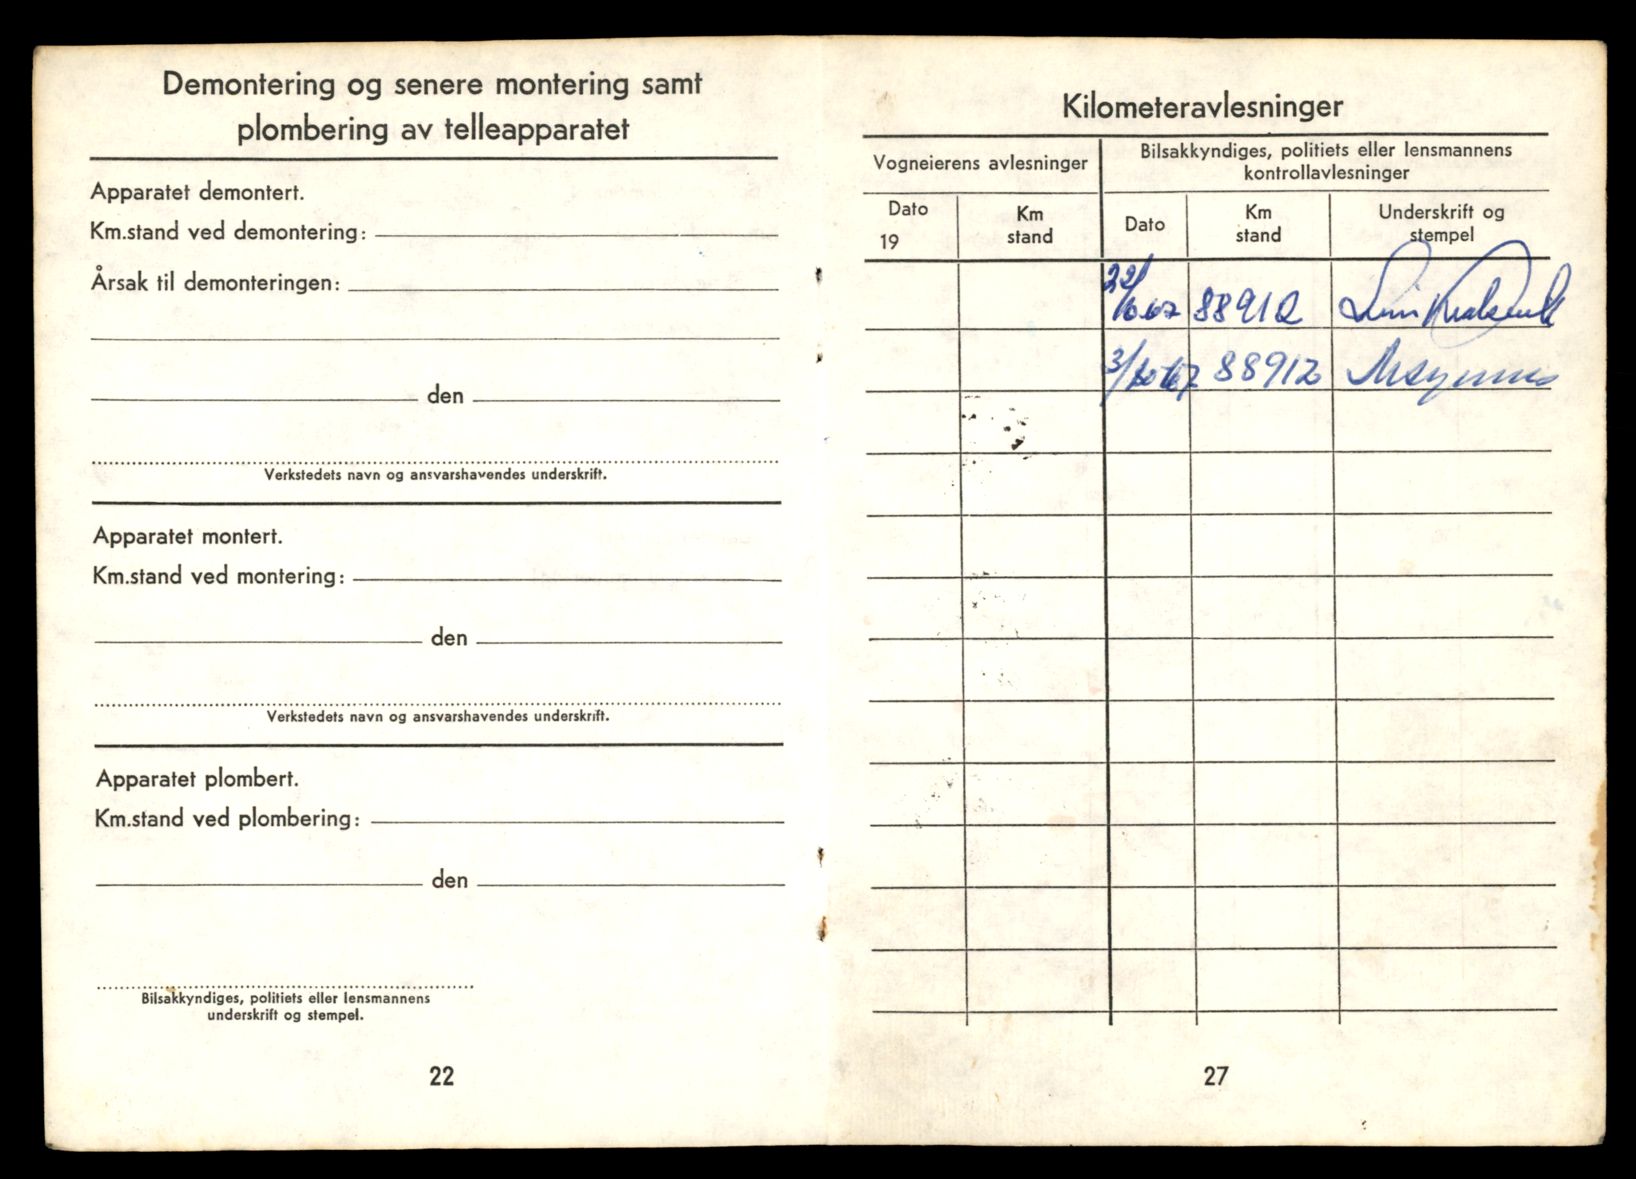 Demontering og senere montering samt
plombering av telleapparatet
Apparatet demontert.
Km.stand ved demontering:
Årsak til demonteringen:
den
Verkstedets navn og ansvarshavendes underskrift.
Apparatet montert.
Km.stand ved montering:
den
Verkstedets navn og ansvarshavendes underskrift.
Apparatet plombert.
Km.stand ved plombering:
den
Bilsakkyndiges, politiets eller lensmannens
underskrift og stempel.
22
Kilometeravlesninger
Vogneierens avlesninger
Bilsakkyndiges, politiets eller lensmannens
kontrollavlesninger
Dato
19
Km
stand
Dato
Km
stand
Underskrift og
stempel
88912
3/10 67 88912
27